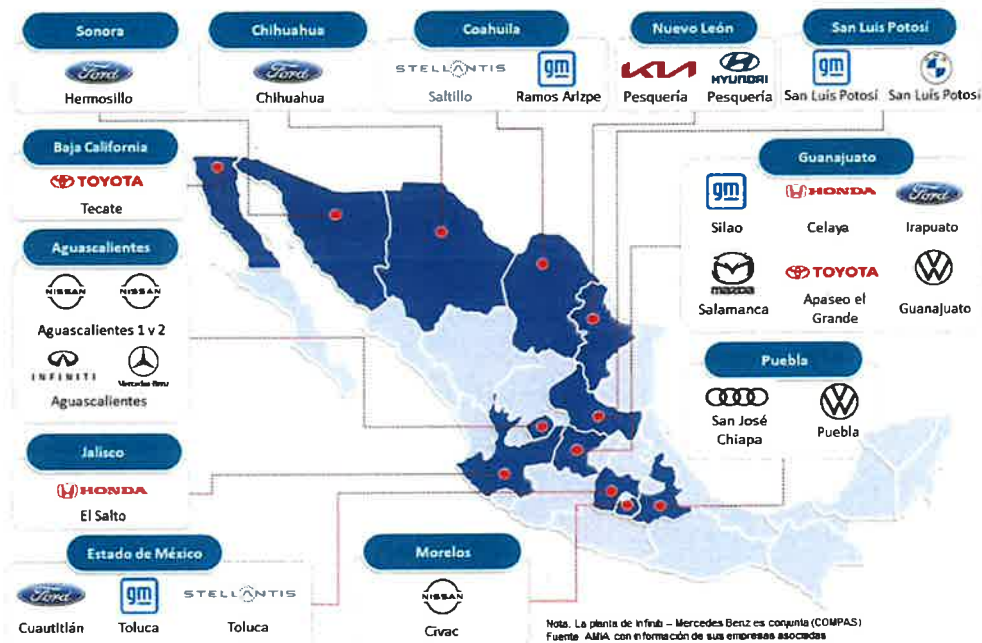 Sonora
Ford
Hermosillo
Chihuahua
Ford
Chihuahua
Coahuila
STELLANTIS
Saltillo
gm
Ramos Arizpe
Nuevo León
KIA
Pesquería
HYUNDAI
Pesquería
San Luis Potosí
gm
San Luis Potosí
San Luis Potosí
Baja California
TOYOTA
Tecate
Aguascalientes
NISSAN
NISSAN
Aguascalientes 1 y 2
INFINITI
Mercedes-Benz
Aguascalientes
Jalisco
HONDA
El Salto
Estado de México
Ford
Cuautitlán
gm
Toluca
STELLANTIS
Toluca
Morelos
NISSAN
Civac
Guanajuato
gm
Silao
HONDA
Celaya
Ford
Irapuato
mazda
Salamanca
TOYOTA
Apaseo el
Grande
Guanajuato
Puebla
San José
Chiapa
Puebla
Nota. La planta de Infiniti – Mercedes Benz es conjunta (COMPAS)
Fuente AMIA con información de sus empresas asociadas